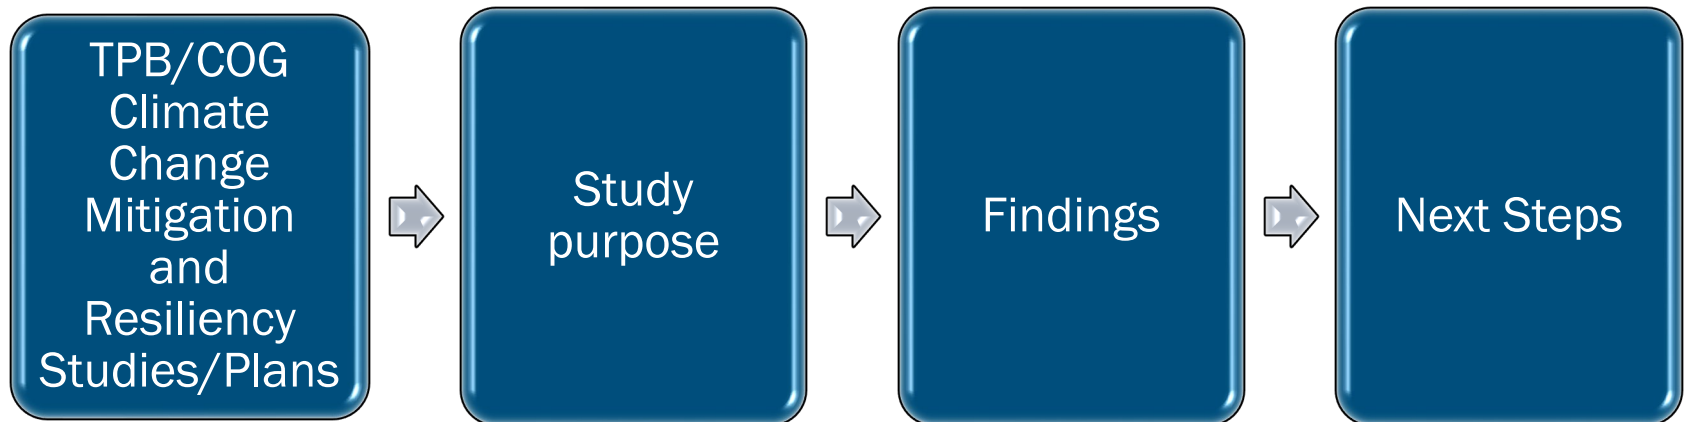 TPB/COG
Climate
Change
Mitigation
and
Resiliency
Studies/Plans
Study
purpose
Findings
Next Steps